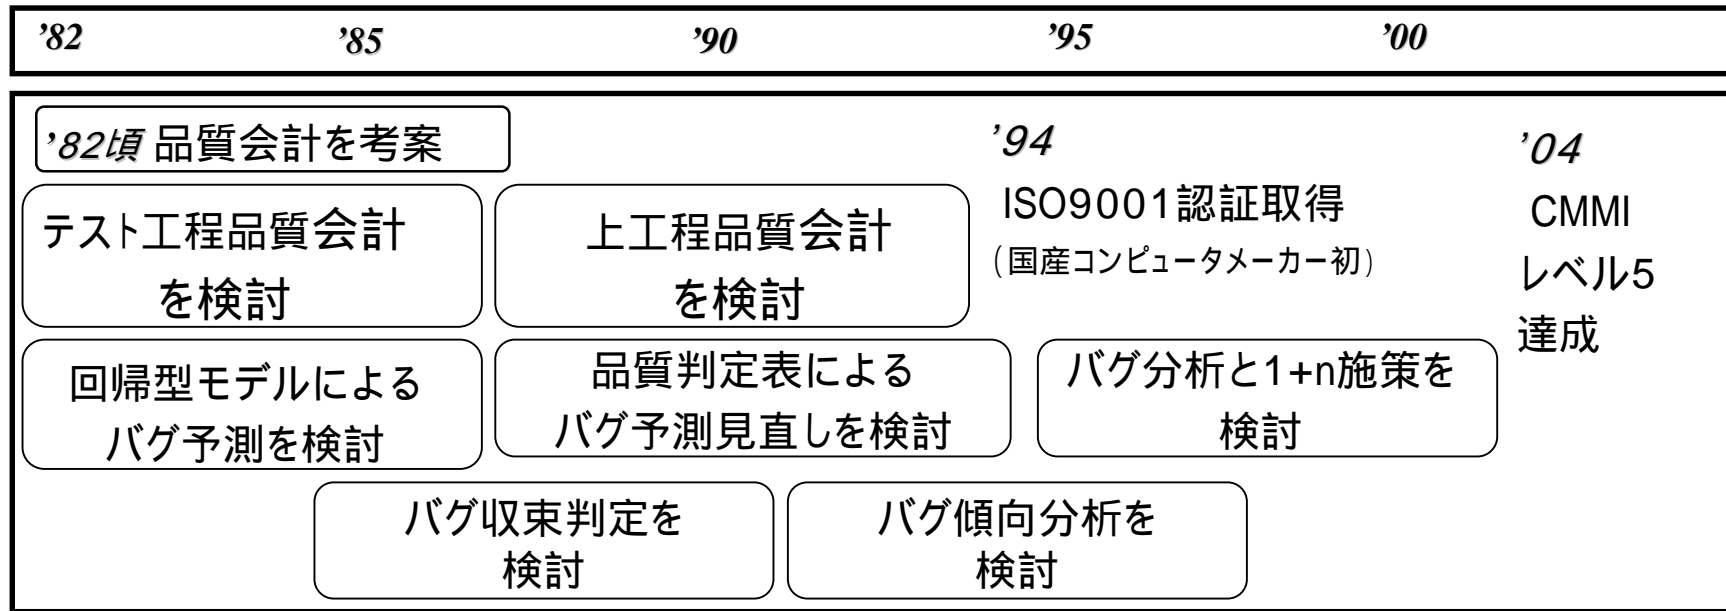 ’82 ’85 ’90 ’95 ’00
’82頃 品質会計を考案
テスト工程品質会計
を検討
上工程品質会計
を検討
’94
ISO9001認証取得
(国産コンピュータメーカー初)
’04
CMMI
レベル5
達成
回帰型モデルによる
バグ予測を検討
品質判定表による
バグ予測見直しを検討
バグ分析と1+n施策を
検討
バグ収束判定を
検討
バグ傾向分析を
検討